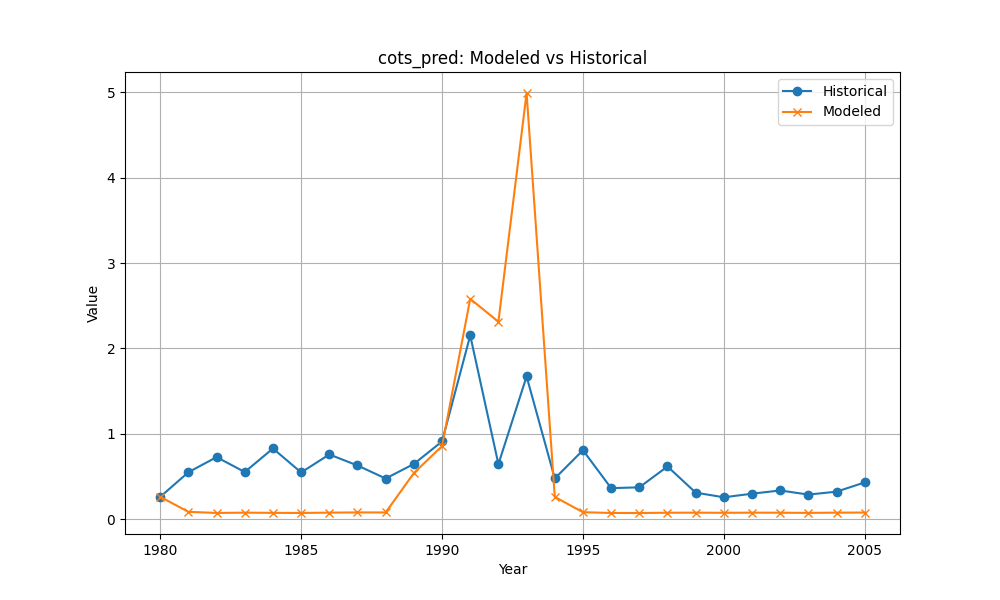 cots_pred: Modeled vs Historical
Historical
Modeled
Value
5
4
3
2
1
0
1980
1985
1990
1995
2000
2005
Year